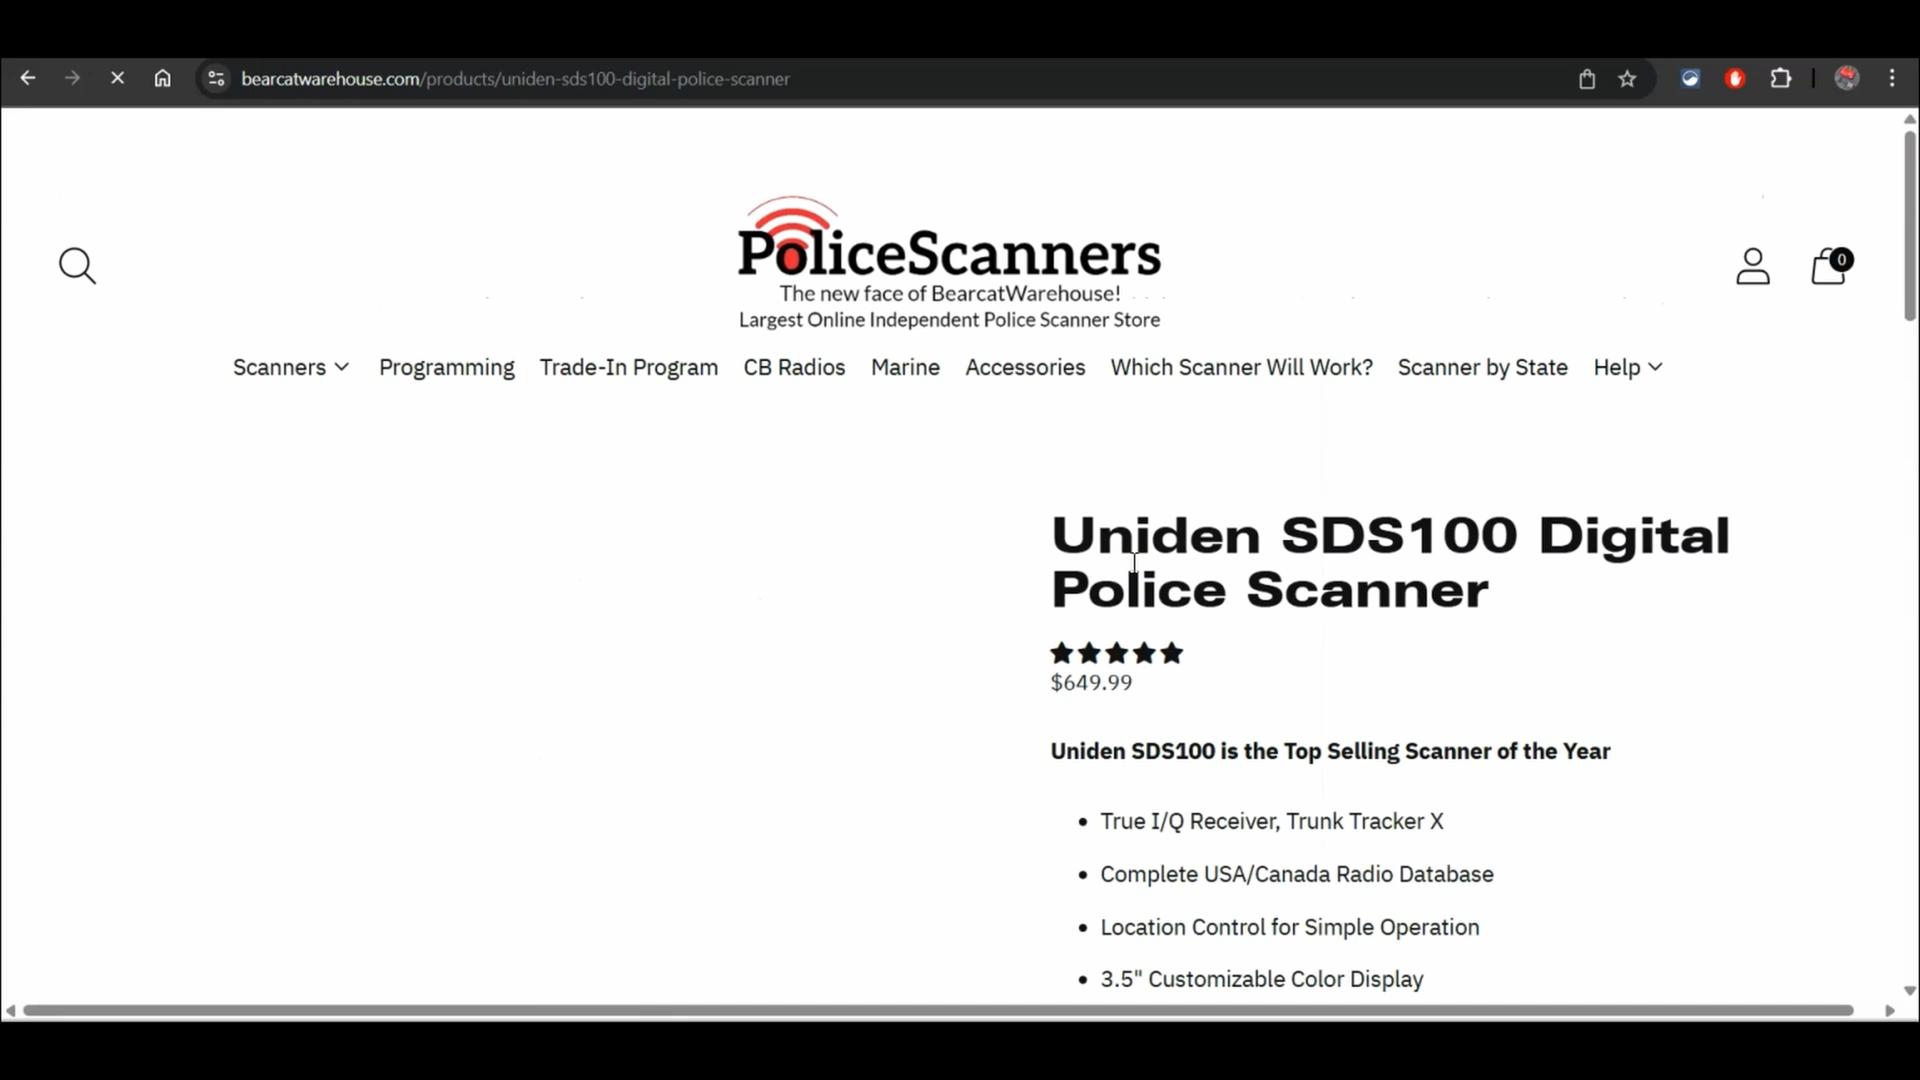 bearcatwarehouse.com/products/uniden-sds100-digital-police-scanner
PoliceScanners
The new face of BearcatWarehouse!
Largest Online Independent Police Scanner Store
0
Scanners Programming Trade-In Program CB Radios Marine Accessories Which Scanner Will Work? Scanner by State Help
Uniden SDS100 Digital
Police Scanner
$649.99
Uniden SDS100 is the Top Selling Scanner of the Year
• True I/Q Receiver, Trunk Tracker X
• Complete USA/Canada Radio Database
• Location Control for Simple Operation
• 3.5" Customizable Color Display